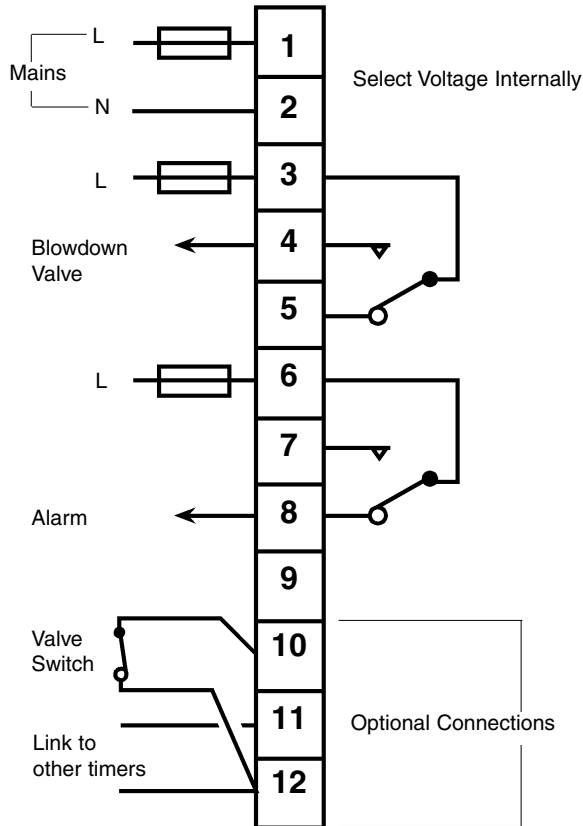 L
Mains
N
1
Select Voltage Internally
2
L
3
Blowdown
Valve
4
5
L
6
7
Alarm
8
9
Valve
Switch
10
11
Optional Connections
Link to
other timers
12